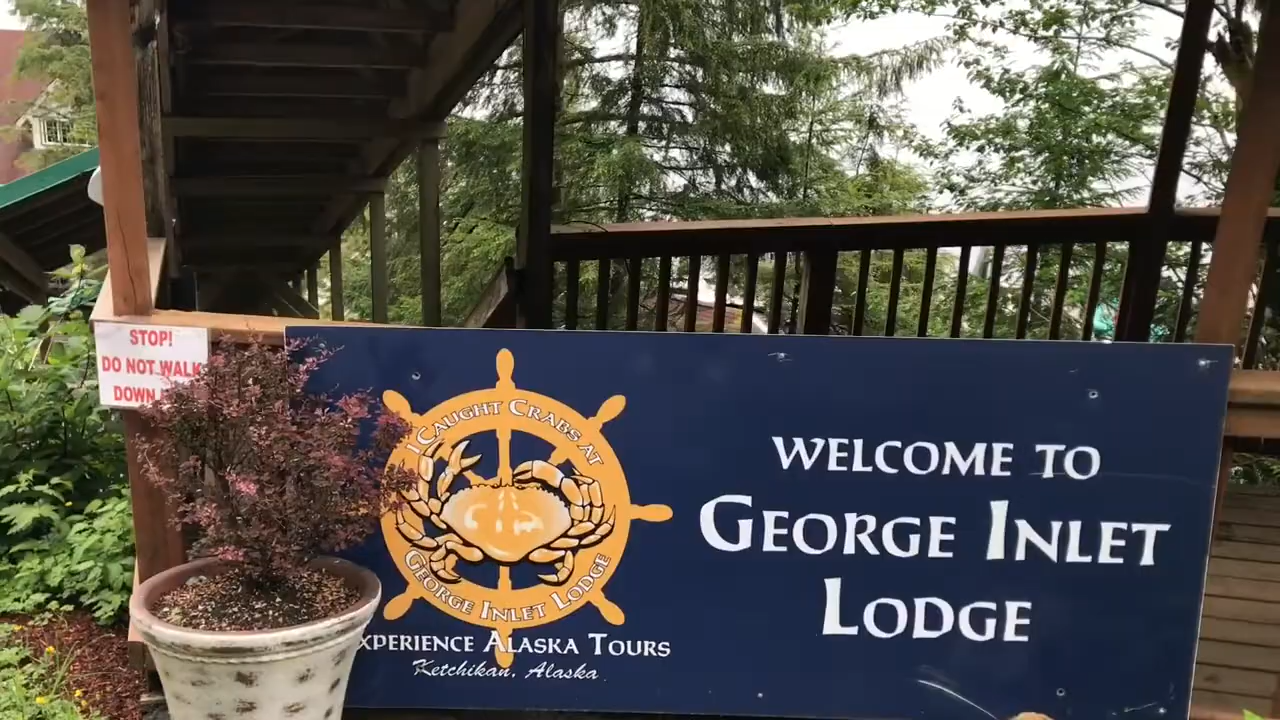 STOP!
DO NOT WALK
DOWN
I CAUGHT CRABS AT
GEORGE INLET LODGE
XPERIENCE ALASKA TOURS
Ketchikan, Alaska
WELCOME TO
GEORGE INLET
LODGE